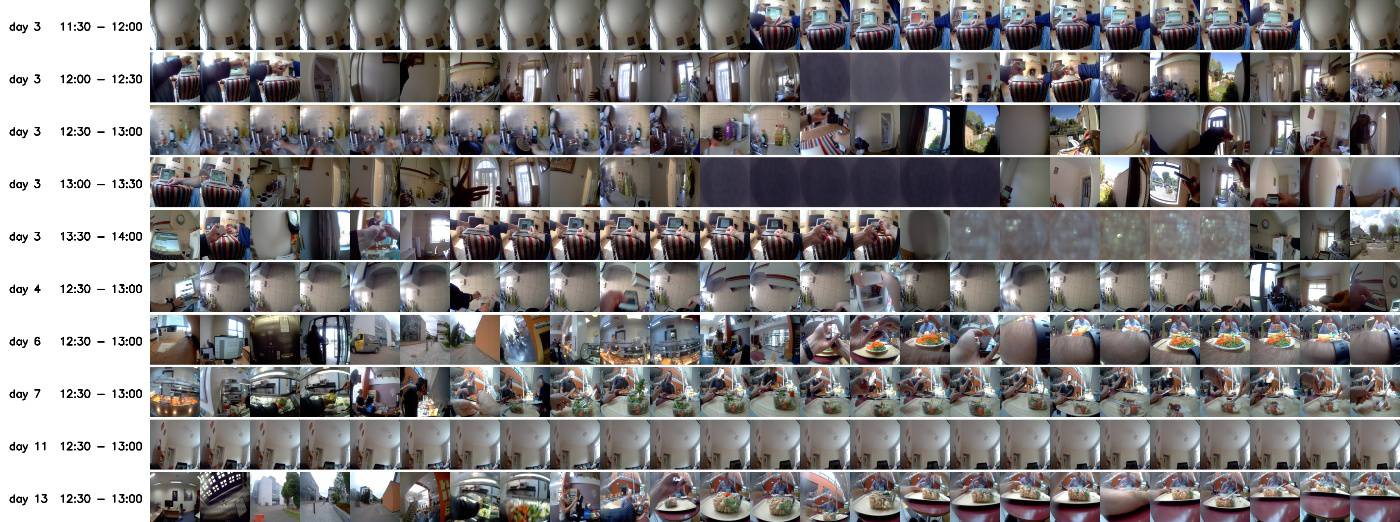 day 3 11:30 – 12:00
day 3 12:00 – 12:30
day 3 12:30 – 13:00
day 3 13:00 – 13:30
day 3 13:30 – 14:00
day 4 12:30 – 13:00
day 6 12:30 – 13:00
day 7 12:30 – 13:00
day 11 12:30 – 13:00
day 13 12:30 – 13:00